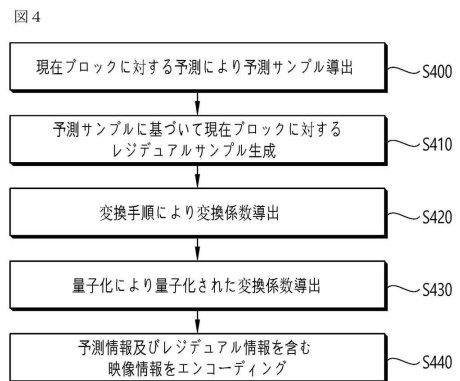 図4
現在ブロックに対する予測により予測サンプル導出
S400
予測サンプルに基づいて現在ブロックに対する
レジデュアルサンプル生成
S410
変換手順により変換係数導出
S420
量子化により量子化された変換係数導出
S430
予測情報及びレジデュアル情報を含む
映像情報をエンコーディング
S440